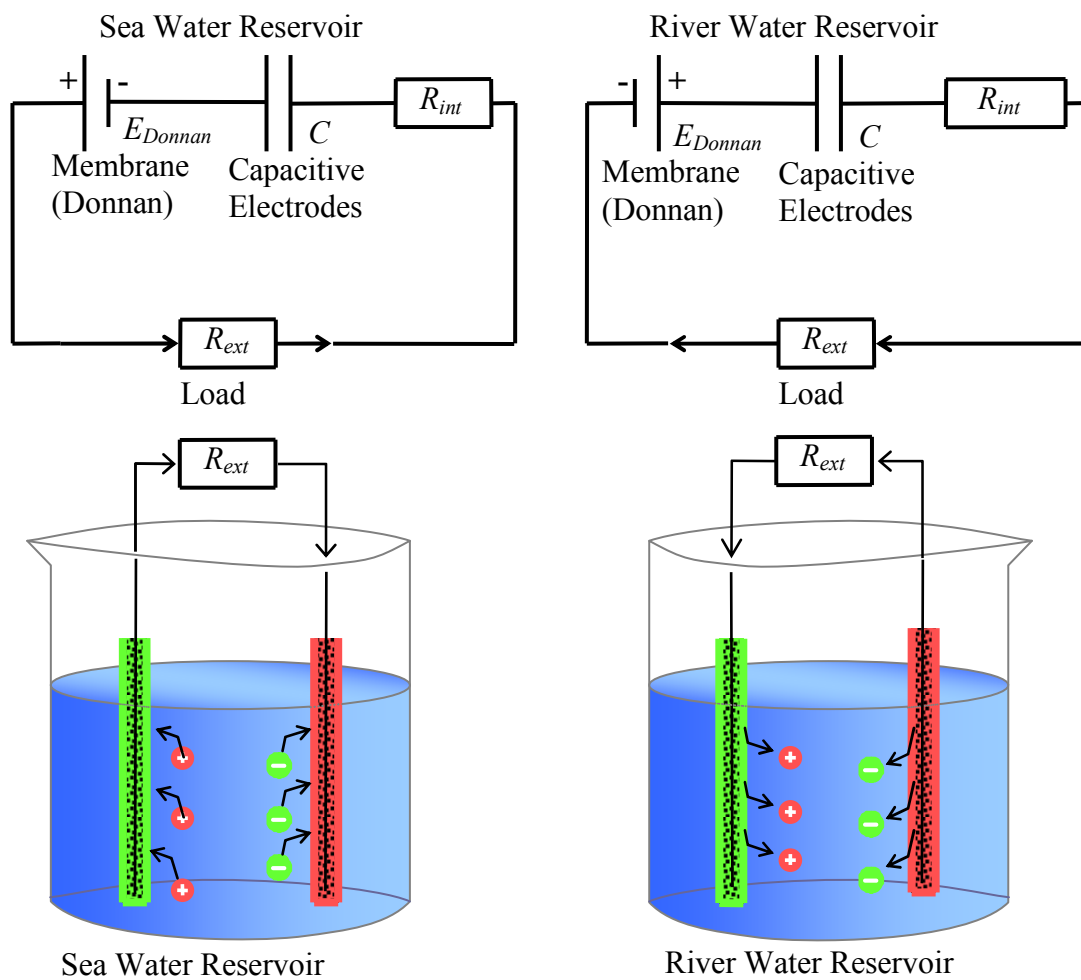 Sea Water Reservoir
+ -
E_Donnan
C
R_int
Membrane
(Donnan)
Capacitive
Electrodes
R_ext
Load
River Water Reservoir
- +
E_Donnan
C
R_int
Membrane
(Donnan)
Capacitive
Electrodes
R_ext
Load
R_ext
+
+
+
−
−
−
Sea Water Reservoir
R_ext
+
+
+
−
−
−
River Water Reservoir